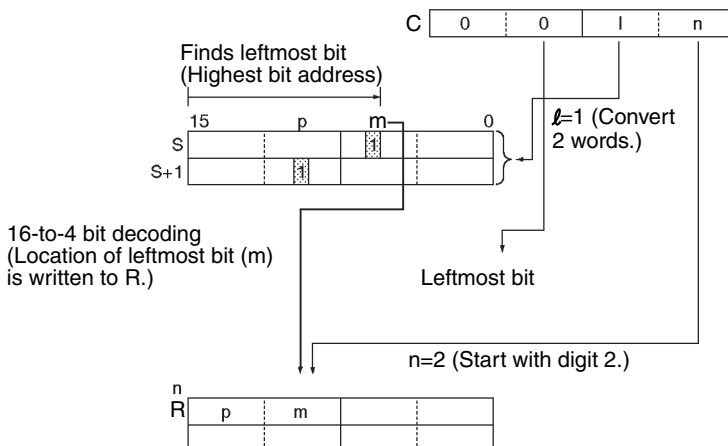 C 0 0 l n
Finds leftmost bit
(Highest bit address)
15 p m 0
S 1
S+1 1
ℓ=1 (Convert
2 words.)
16-to-4 bit decoding
(Location of leftmost bit (m)
is written to R.)
Leftmost bit
n=2 (Start with digit 2.)
n
R p m